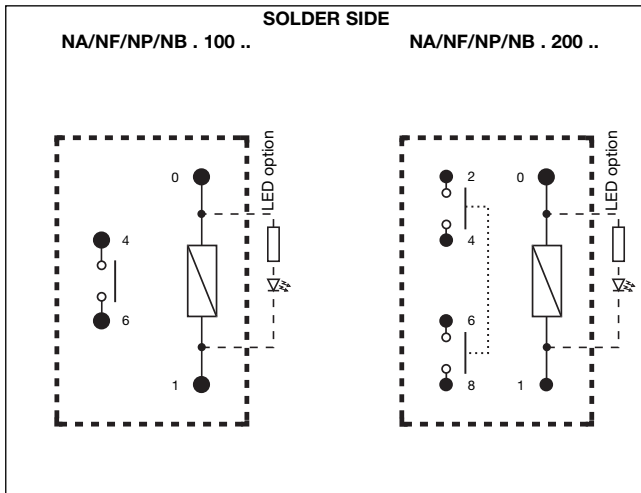 SOLDER SIDE
NA/NF/NP/NB . 100 ..
NA/NF/NP/NB . 200 ..
0
LED option
4
6
1
2
0
LED option
4
6
8
1